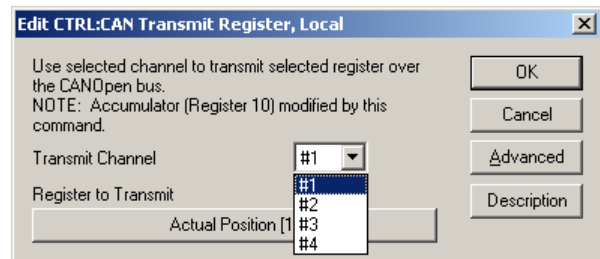 Edit CTRL:CAN Transmit Register, Local
Use selected channel to transmit selected register over
the CANOpen bus.
NOTE: Accumulator (Register 10) modified by this
command.
Transmit Channel
#1
#1
#2
#3
#4
Register to Transmit
Actual Position [1
OK
Cancel
Advanced
Description